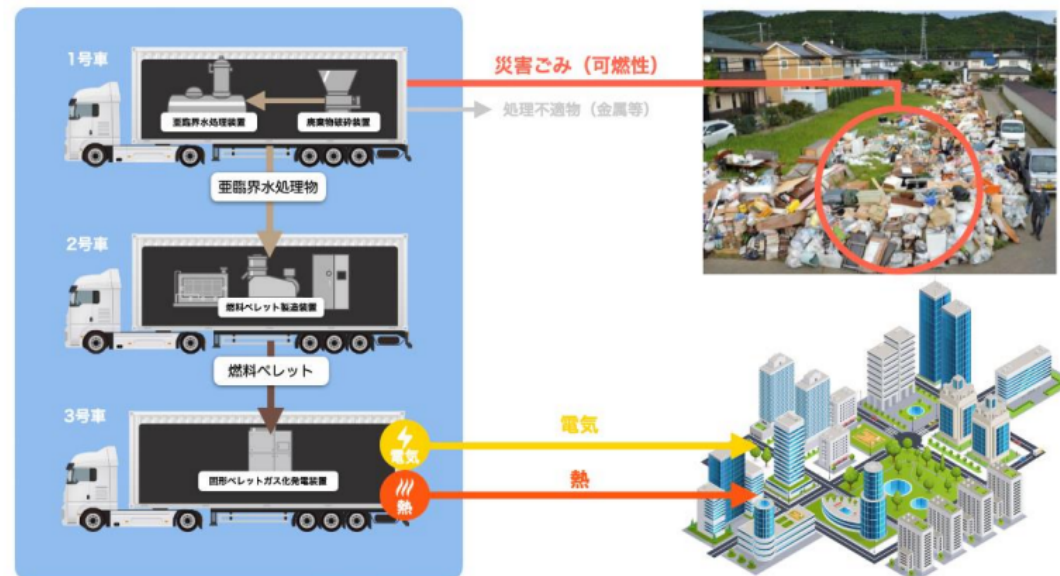 1号車
亜臨界水処理装置
廃棄物破砕装置
災害ごみ（可燃性）
処理不適物（金属等）
亜臨界水処理物
2号車
燃料ペレット製造装置
燃料ペレット
3号車
固形ペレットガス化発電装置
電気
熱
電気
熱